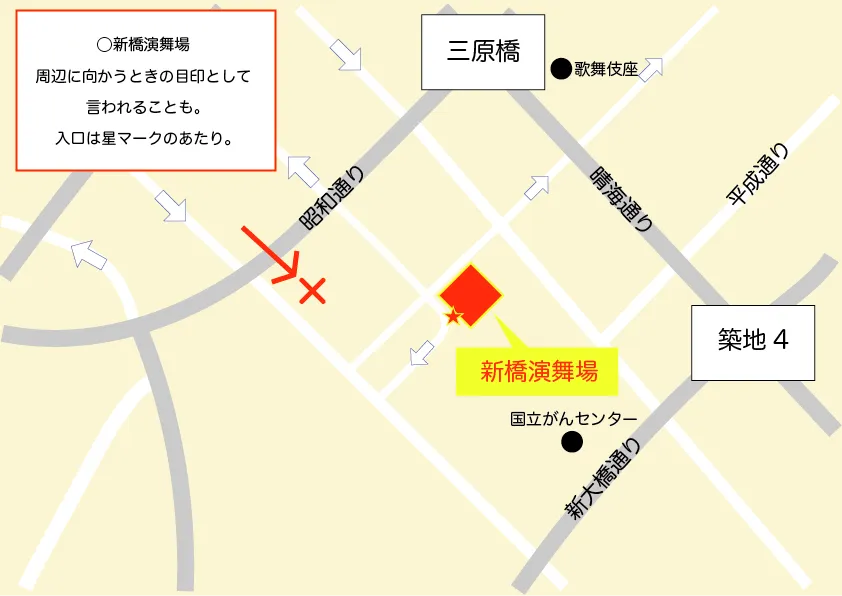 ○新橋演舞場
周辺に向かうときの目印として
言われることも。
入口は星マークのあたり。
三原橋
歌舞伎座
昭和通り
晴海通り
平成通り
築地4
新橋演舞場
国立がんセンター
新大橋通り